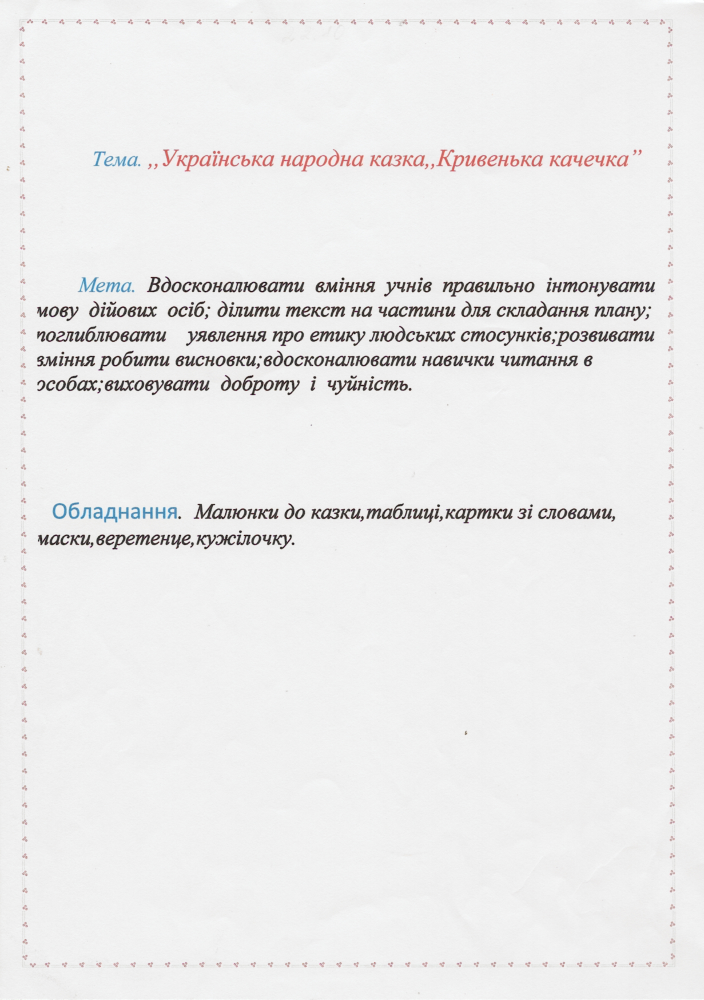 Тема. ,,Українська народна казка,,Кривенька качечка”
Мета. Вдосконалювати вміння учнів правильно інтонувати
мову дійових осіб; ділити текст на частини для складання плану;
поглиблювати уявлення про етику людських стосунків;розвивати
вміння робити висновки;вдосконалювати навички читання в
особах;виховувати доброту і чуйність.
Обладнання. Малюнки до казки,таблиці,картки зі словами,
маски,веретенце,кужілочку.